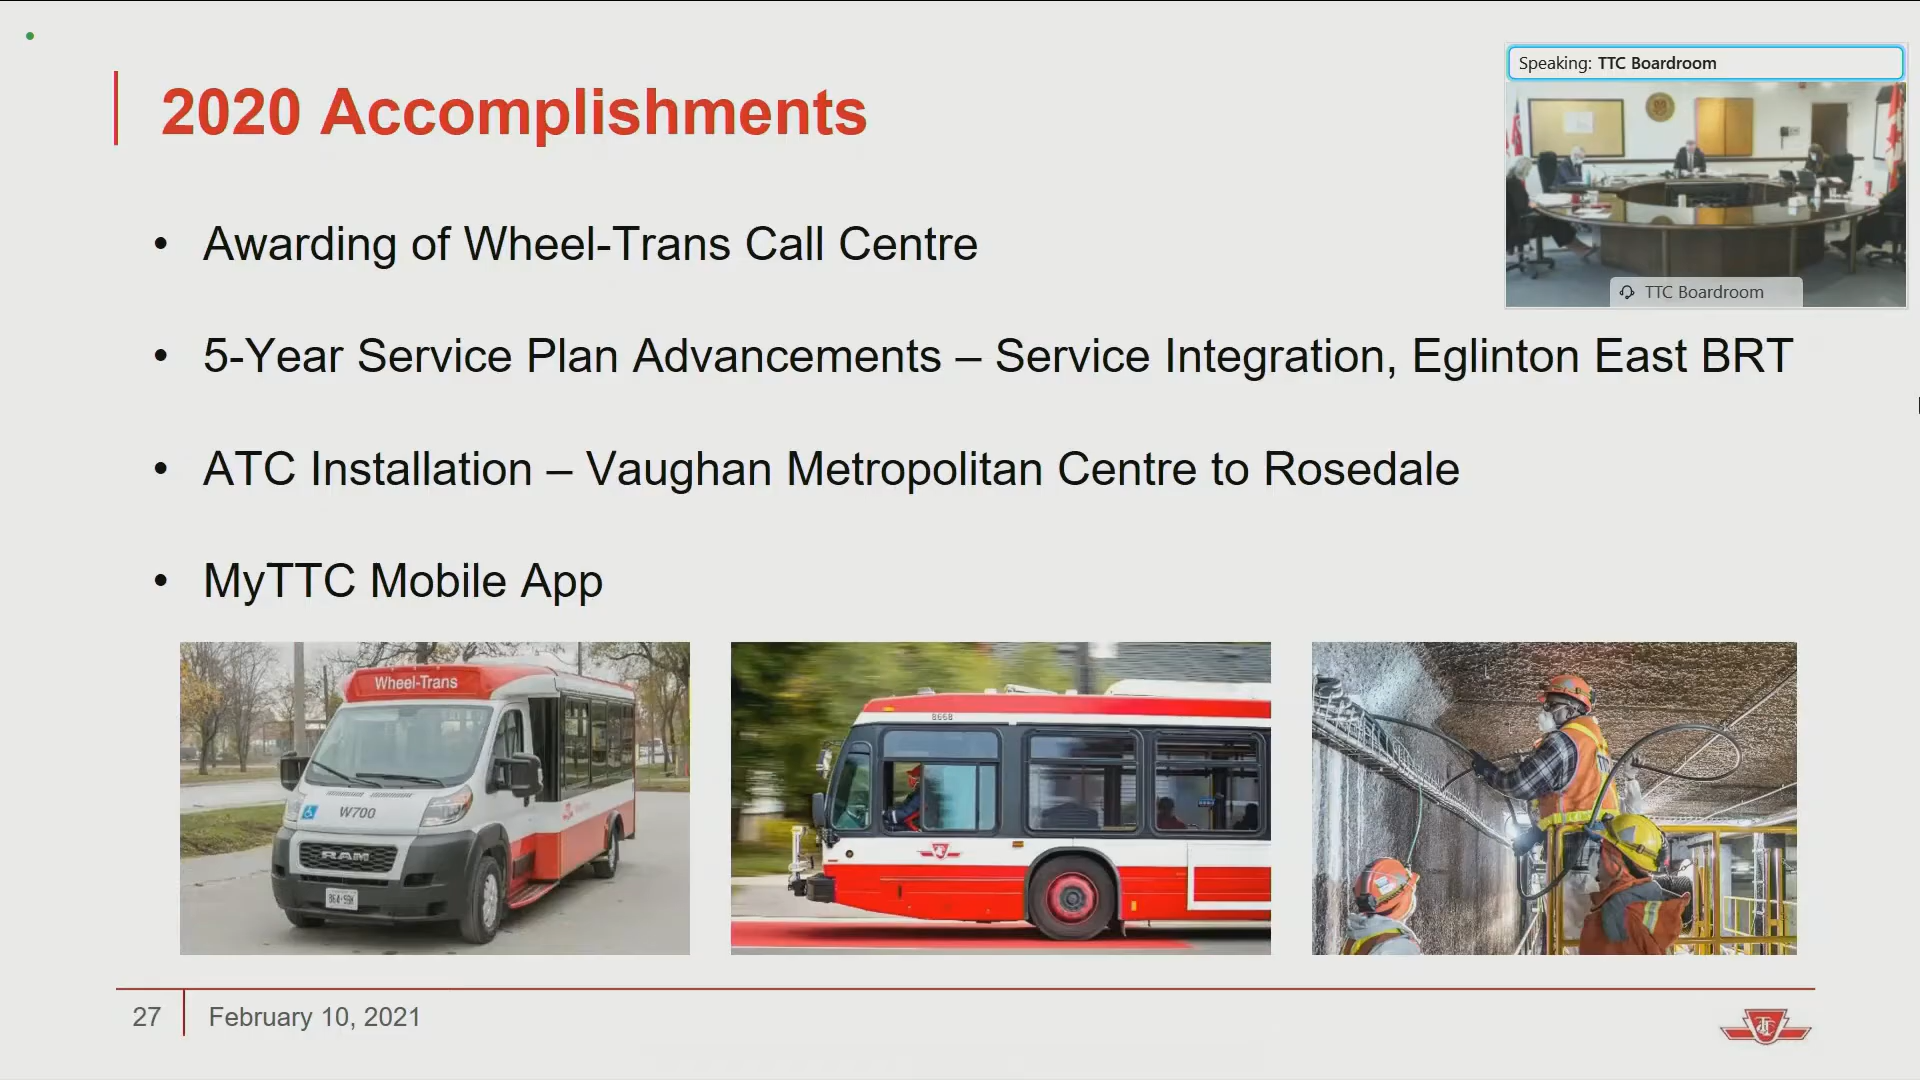 2020 Accomplishments
Speaking: TTC Boardroom
TTC Boardroom
• Awarding of Wheel-Trans Call Centre
• 5-Year Service Plan Advancements – Service Integration, Eglinton East BRT
• ATC Installation – Vaughan Metropolitan Centre to Rosedale
• MyTTC Mobile App
Wheel-Trans
W700
RAM
8668
27
February 10, 2021